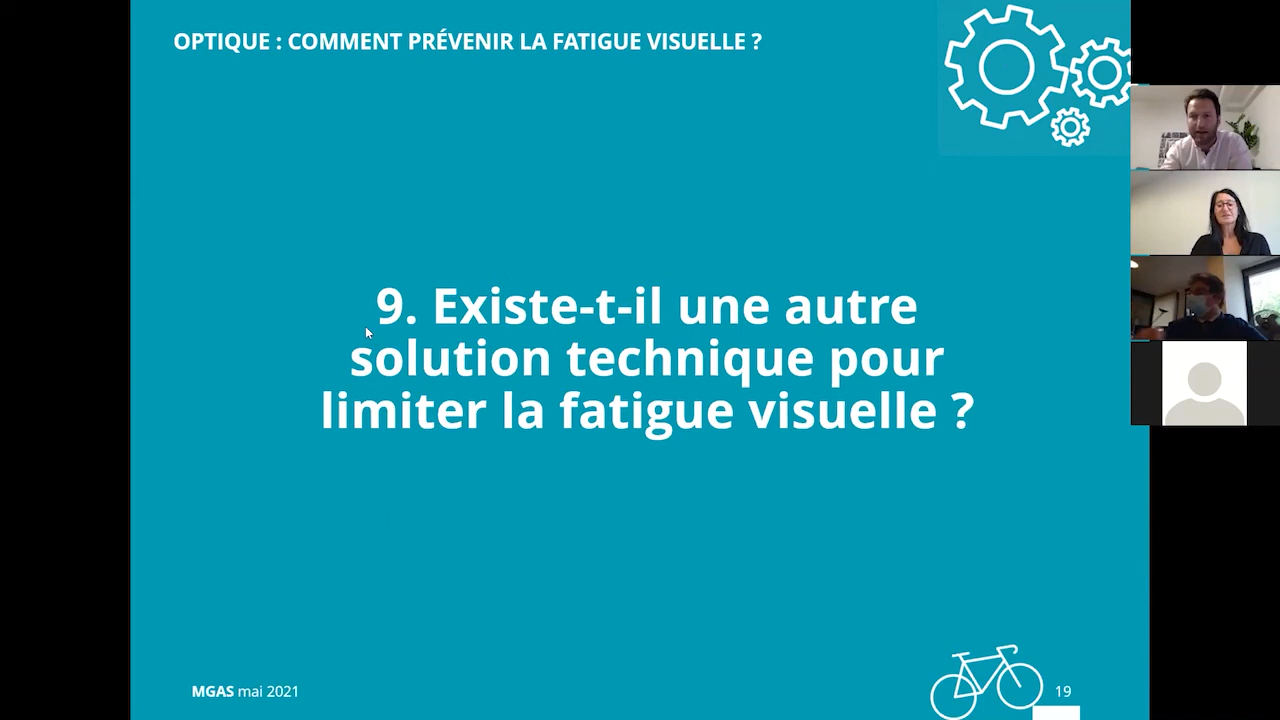 OPTIQUE : COMMENT PRÉVENIR LA FATIGUE VISUELLE ?
9. Existe-t-il une autre
solution technique pour
limiter la fatigue visuelle ?
MGAS mai 2021
19